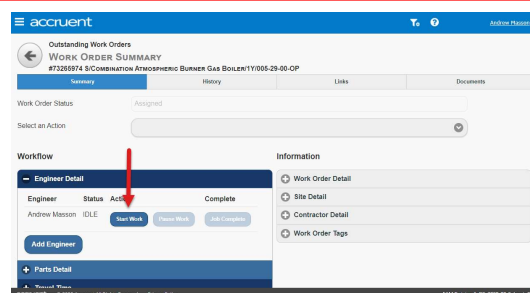 accruent
Andrew Masson
Outstanding Work Orders
WORK ORDER SUMMARY
#73265974 S/COMBINATION ATMOSPHERIC BURNER GAS BOILER/1Y/005-29-00-OP
Summary History Links Documents
Work Order Status Assigned
Select an Action
Workflow Information
Engineer Detail Work Order Detail
Engineer Status Action Complete Site Detail
Andrew Masson IDLE Start Work Pause Work Job Complete Contractor Detail
Work Order Tags
Add Engineer
Parts Detail
Travel Time